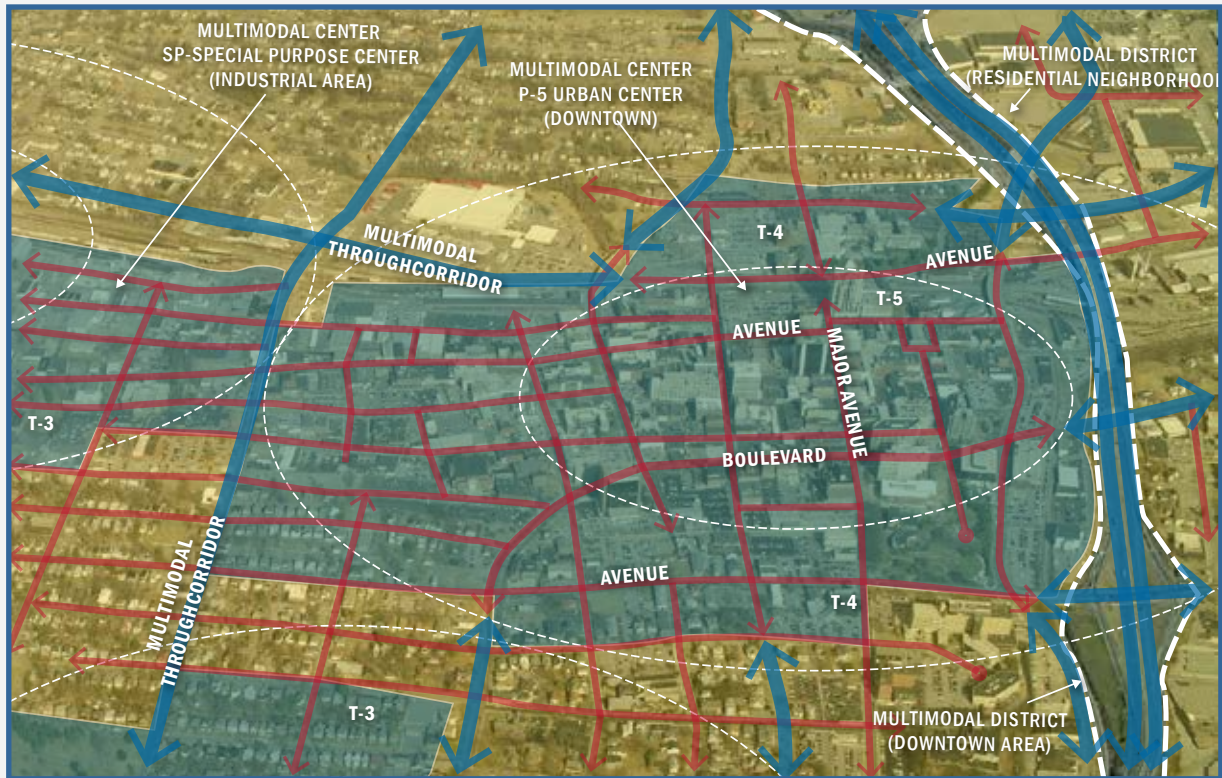 MULTIMODAL CENTER
SP-SPECIAL PURPOSE CENTER
(INDUSTRIAL AREA)
MULTIMODAL CENTER
P-5 URBAN CENTER
(DOWNTOWN)
MULTIMODAL DISTRICT
(RESIDENTIAL NEIGHBORHOOD
MULTIMODAL
THROUGHCORRIDOR
T-4
AVENUE
T-5
AVENUE
MAJOR AVENUE
T-3
BOULEVARD
MULTIMODAL
THROUGHCORRIDOR
AVENUE
T-4
T-3
MULTIMODAL DISTRICT
(DOWNTOWN AREA)